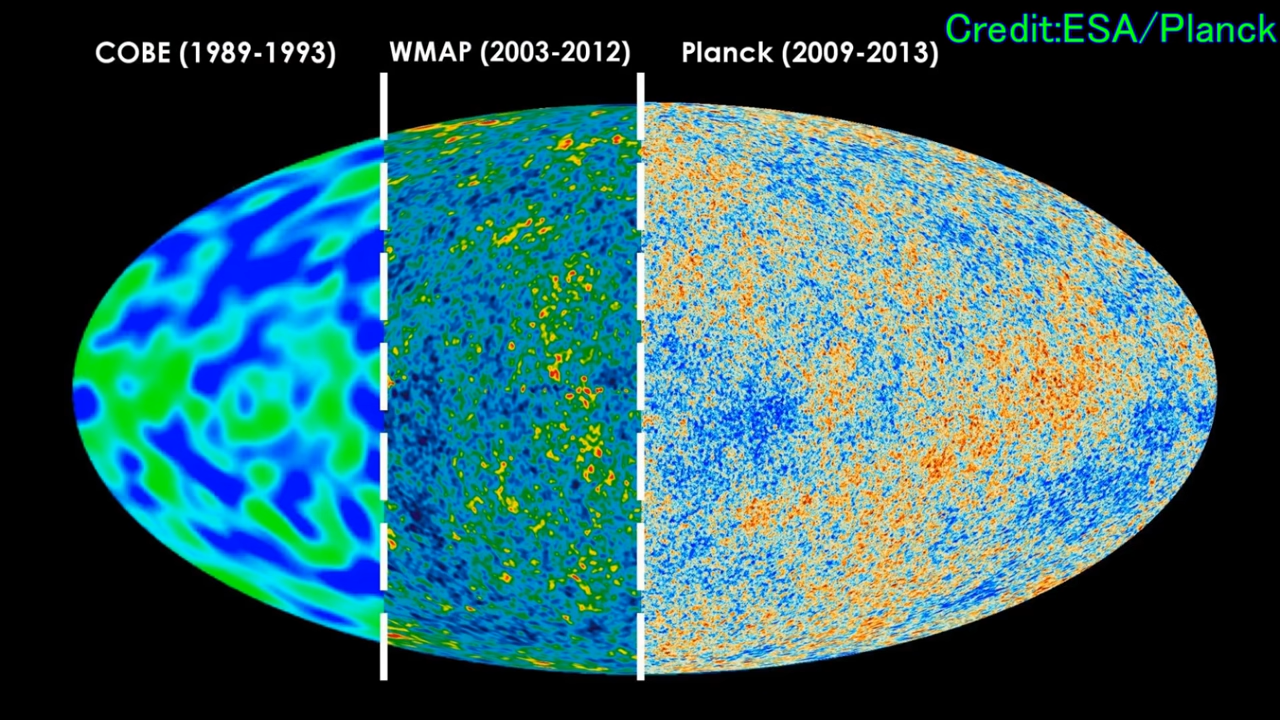 Credit:ESA/Planck
COBE (1989-1993)
WMAP (2003-2012)
Planck (2009-2013)